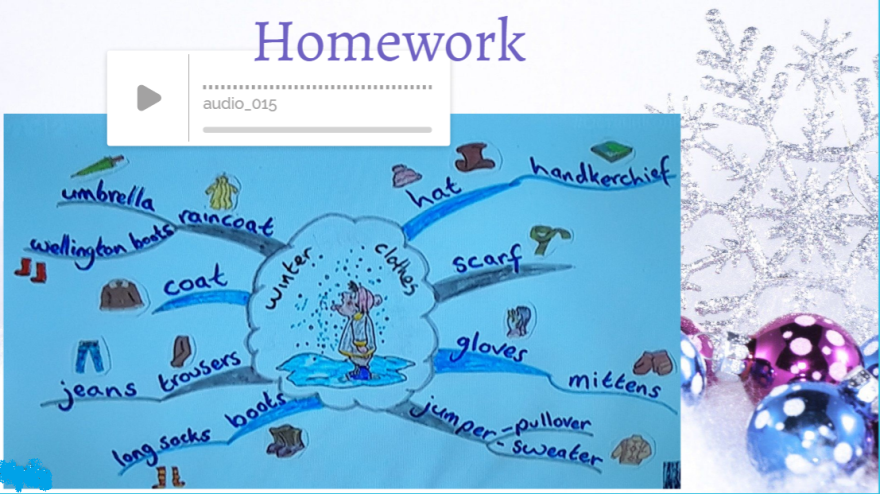 Homework
audio_015
umbrella
raincoat
wellington boots
coat
trousers
jeans
boots
long socks
winter clothes
hat
handkerchief
scarf
gloves
mittens
jumper - pullover
- sweater